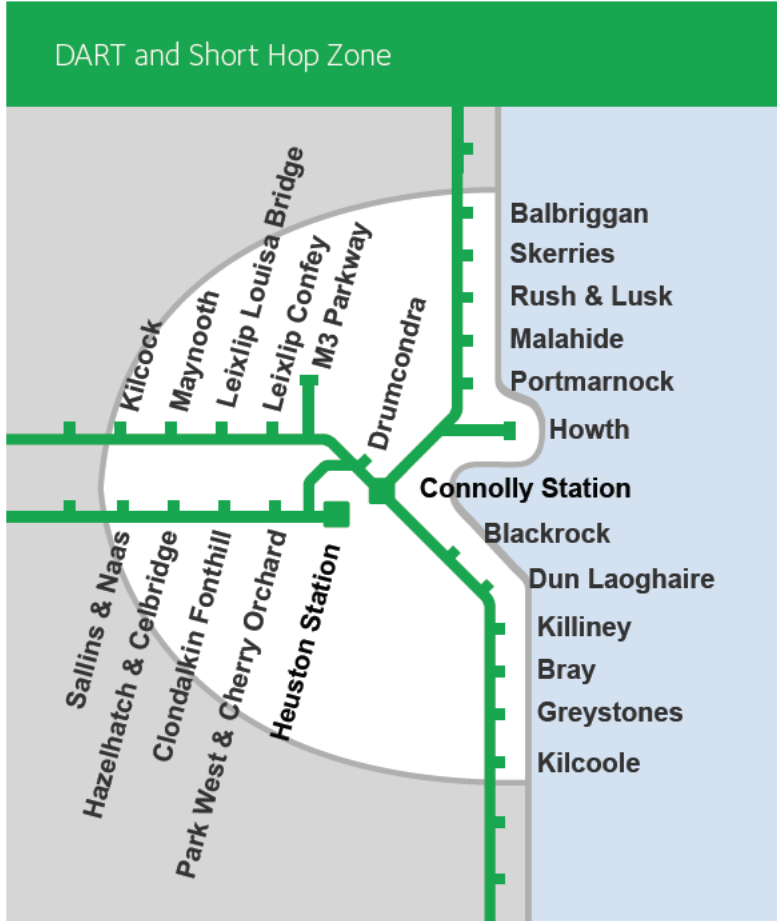 DART and Short Hop Zone
Kilcock
Maynooth
Leixlip Louisa Bridge
Leixlip Confey
M3 Parkway
Drumcondra
Balbriggan
Skerries
Rush & Lusk
Malahide
Portmarnock
Howth
Connolly Station
Blackrock
Dun Laoghaire
Killiney
Bray
Greystones
Kilcoole
Sallins & Naas
Hazelhatch & Celbridge
Clondalkin Fonthill
Park West & Cherry Orchard
Heuston Station